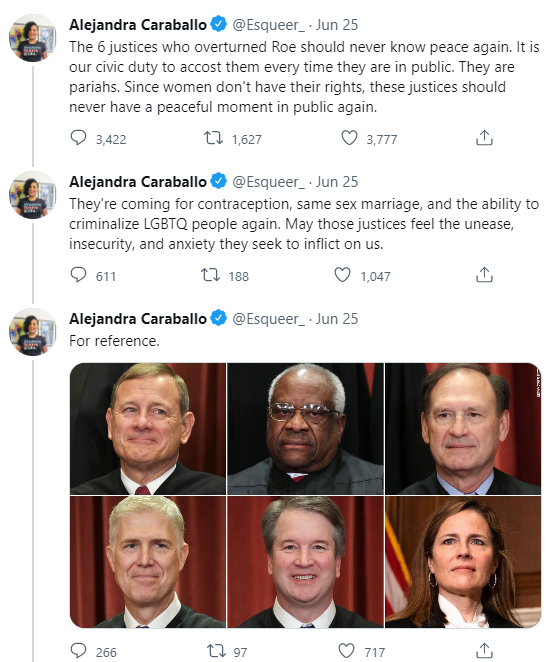 Alejandra Caraballo @Esqueer_ · Jun 25
The 6 justices who overturned Roe should never know peace again. It is
our civic duty to accost them every time they are in public. They are
pariahs. Since women don't have their rights, these justices should
never have a peaceful moment in public again.
3,422 1,627 3,777
Alejandra Caraballo @Esqueer_ · Jun 25
They're coming for contraception, same sex marriage, and the ability to
criminalize LGBTQ people again. May those justices feel the unease,
insecurity, and anxiety they seek to inflict on us.
611 188 1,047
Alejandra Caraballo @Esqueer_ · Jun 25
For reference.
266 97 717